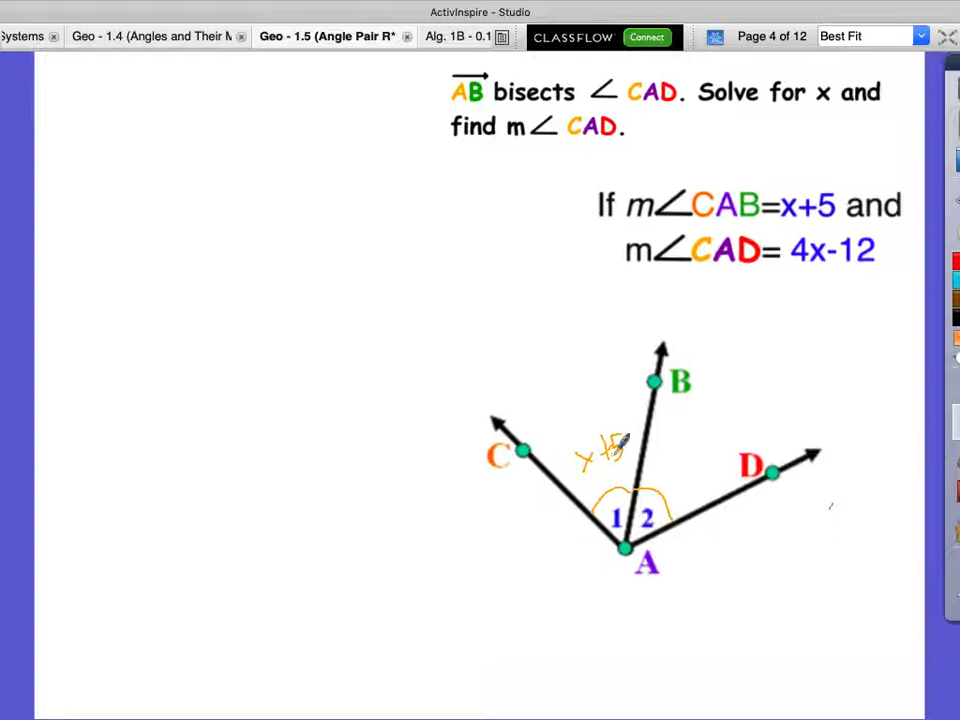 ActivInspire - Studio
Systems
Geo - 1.4 (Angles and Their M
Geo - 1.5 (Angle Pair R*
Alg. 1B - 0.1
CLASSFLOW
Connect
Page 4 of 12
Best Fit
AB bisects ∠ CAD. Solve for x and
find m∠ CAD.
If m∠CAB=x+5 and
m∠CAD= 4x-12
B
C
x+5
D
1 2
A